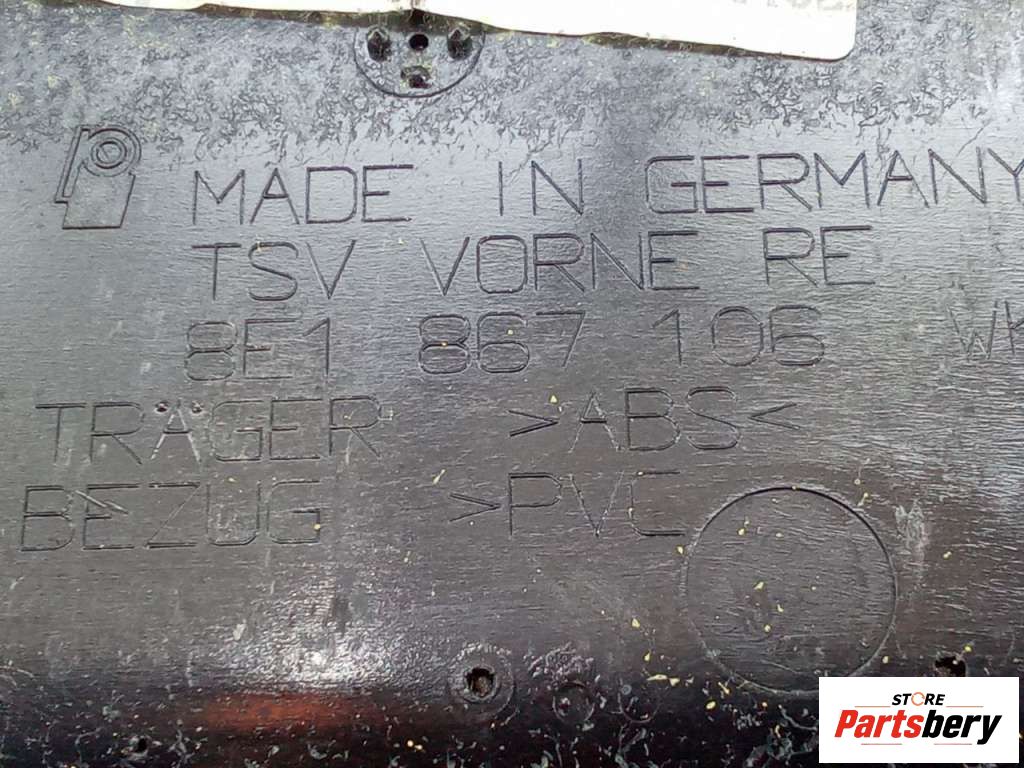 MADE IN GERMANY
TSV VORNE RE
8E1 867 106
TRÄGER >ABS<
BEZUG >PVC
STORE
Partsbery